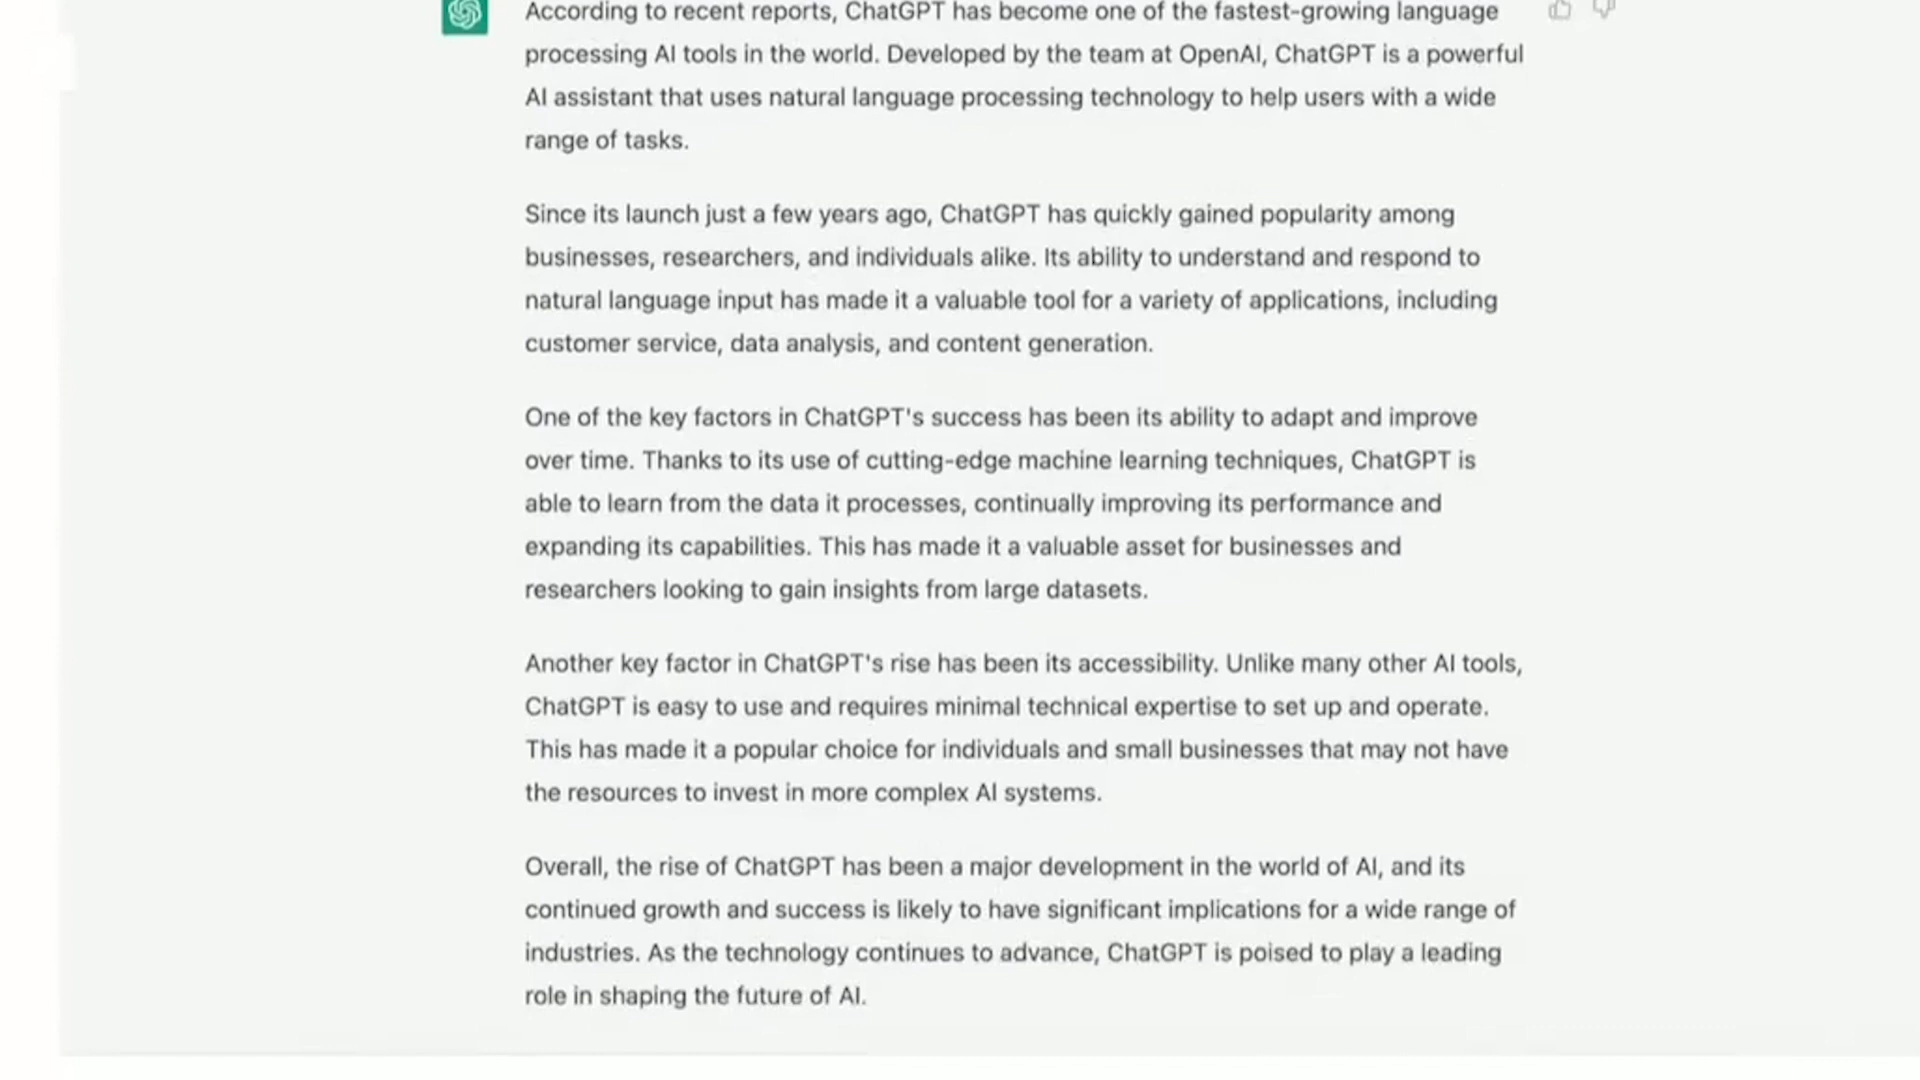 According to recent reports, ChatGPT has become one of the fastest-growing language
processing AI tools in the world. Developed by the team at OpenAI, ChatGPT is a powerful
AI assistant that uses natural language processing technology to help users with a wide
range of tasks.
Since its launch just a few years ago, ChatGPT has quickly gained popularity among
businesses, researchers, and individuals alike. Its ability to understand and respond to
natural language input has made it a valuable tool for a variety of applications, including
customer service, data analysis, and content generation.
One of the key factors in ChatGPT's success has been its ability to adapt and improve
over time. Thanks to its use of cutting-edge machine learning techniques, ChatGPT is
able to learn from the data it processes, continually improving its performance and
expanding its capabilities. This has made it a valuable asset for businesses and
researchers looking to gain insights from large datasets.
Another key factor in ChatGPT's rise has been its accessibility. Unlike many other AI tools,
ChatGPT is easy to use and requires minimal technical expertise to set up and operate.
This has made it a popular choice for individuals and small businesses that may not have
the resources to invest in more complex AI systems.
Overall, the rise of ChatGPT has been a major development in the world of AI, and its
continued growth and success is likely to have significant implications for a wide range of
industries. As the technology continues to advance, ChatGPT is poised to play a leading
role in shaping the future of AI.